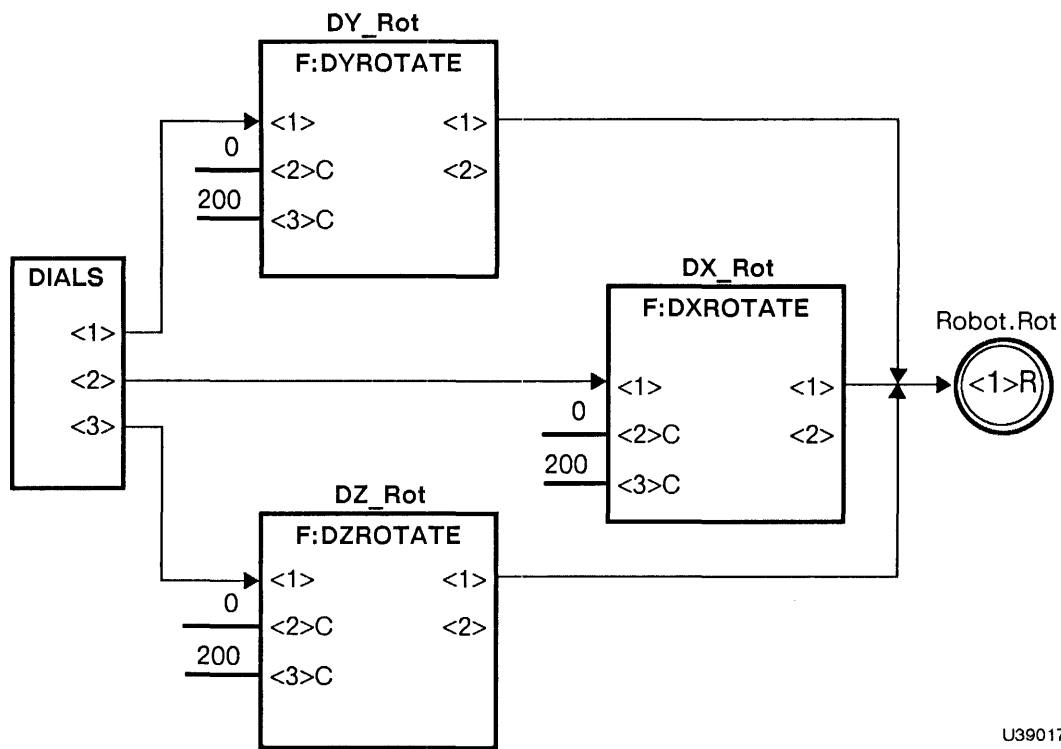 DY_Rot
F:DYROTATE
<1> <1>
0
<2>C <2>
200
<3>C
DIALS
<1>
<2>
<3>
DX_Rot
F:DXROTATE
<1> <1>
0
<2>C <2>
200
<3>C
Robot.Rot
<1>R
DZ_Rot
F:DZROTATE
<1> <1>
0
<2>C <2>
200
<3>C